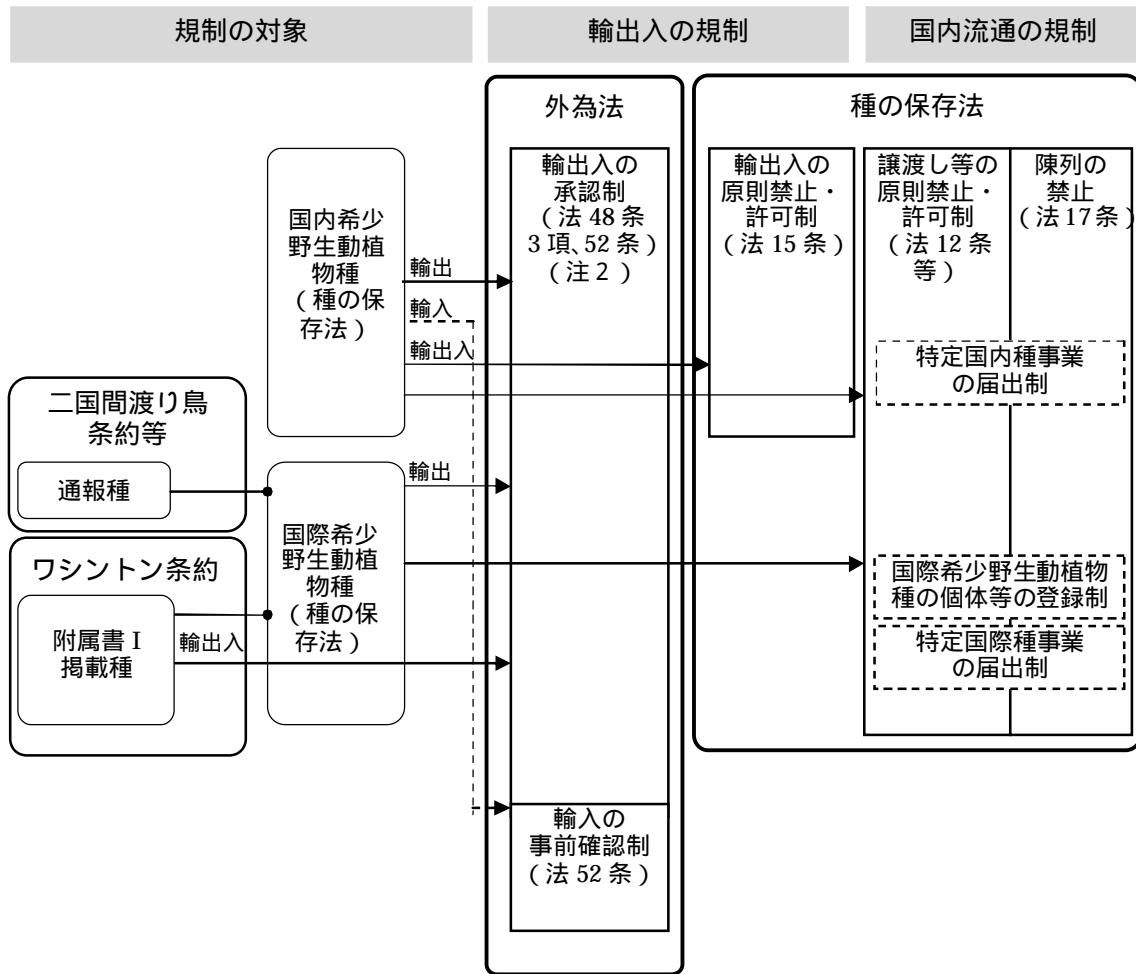 規制の対象
輸出入の規制
国内流通の規制
外為法
種の保存法
輸出入の
承認制
（法 48 条
3 項、52 条）
（注２）
輸出入の
原則禁止・
許可制
（法 15 条）
譲渡し等の
原則禁止・
許可制
（法 12 条
等）
陳列の
禁止
（法 17 条）
国内希少
野生動植
物種
（種の保
存法）
輸出
輸入
輸出入
特定国内種事業
の届出制
二国間渡り鳥
条約等
通報種
輸出
国際希少
野生動植
物種
（種の保
存法）
ワシントン条約
附属書Ⅰ
掲載種
輸出入
国際希少野生動植物
種の個体等の登録制
特定国際種事業
の届出制
輸入の
事前確認制
（法 52 条）